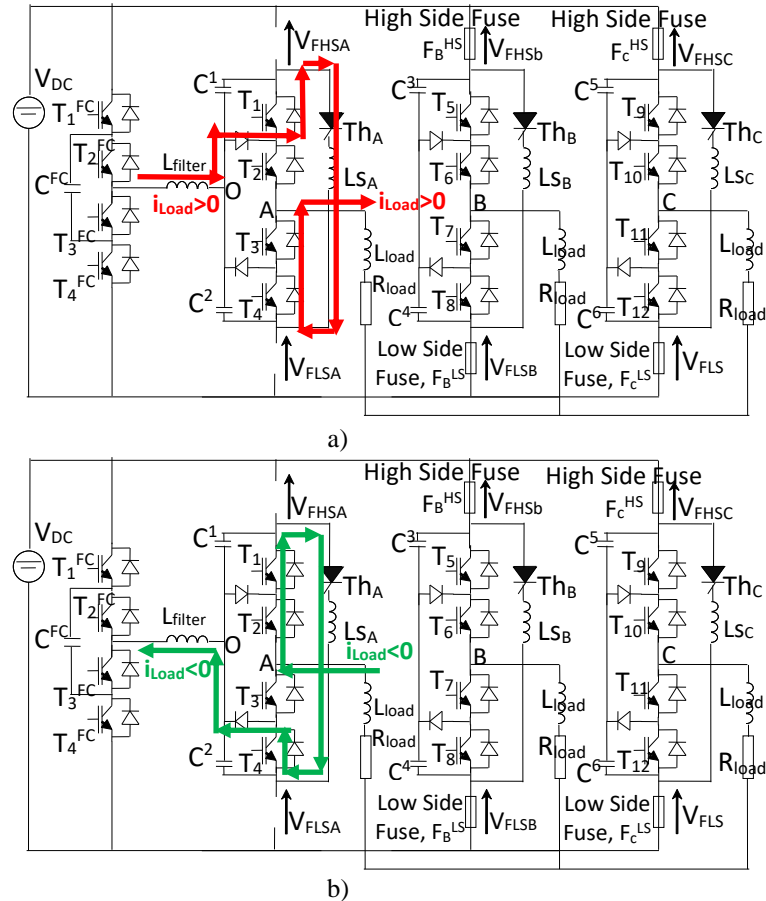 High Side Fuse High Side Fuse
V_FHSA F_B^HS V_FHSb F_c^HS V_FHSC
V_DC C^1 C^3 C^5
T_1^FC T_1 T_5 T_9
T_2^FC Th_A Th_B Th_C
C^FC L_filter T_2 T_6 T_10
O Ls_A Ls_B Ls_C
i_Load>0 A i_Load>0 B C
T_3^FC T_3 L_load T_7 L_load T_11 L_load
T_4^FC C^2 T_4 R_load C^4 T_8 R_load C^6 T_12 R_load
Low Side Low Side
V_FLSA Fuse, F_B^LS V_FLSB Fuse, F_c^LS V_FLS
a)
High Side Fuse High Side Fuse
V_FHSA F_B^HS V_FHSb F_c^HS V_FHSC
V_DC C^1 C^3 C^5
T_1^FC T_1 T_5 T_9
T_2^FC Th_A Th_B Th_C
C^FC L_filter T_2 T_6 T_10
O Ls_A Ls_B Ls_C
i_Load<0 A i_Load<0 B C
T_3^FC T_3 L_load T_7 L_load T_11 L_load
T_4^FC C^2 T_4 R_load C^4 T_8 R_load C^6 T_12 R_load
Low Side Low Side
V_FLSA Fuse, F_B^LS V_FLSB Fuse, F_c^LS V_FLS
b)